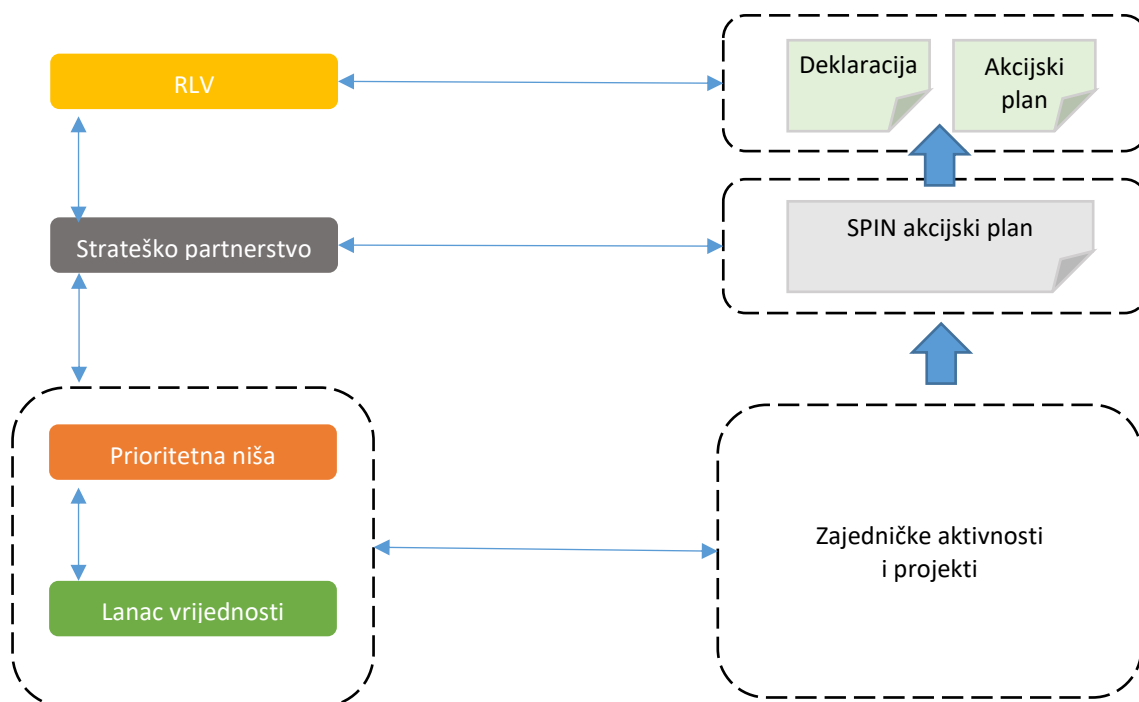 RLV
Deklaracija
Akcijski
plan
Strateško partnerstvo
SPIN akcijski plan
Prioritetna niša
Lanac vrijednosti
Zajedničke aktivnosti
i projekti